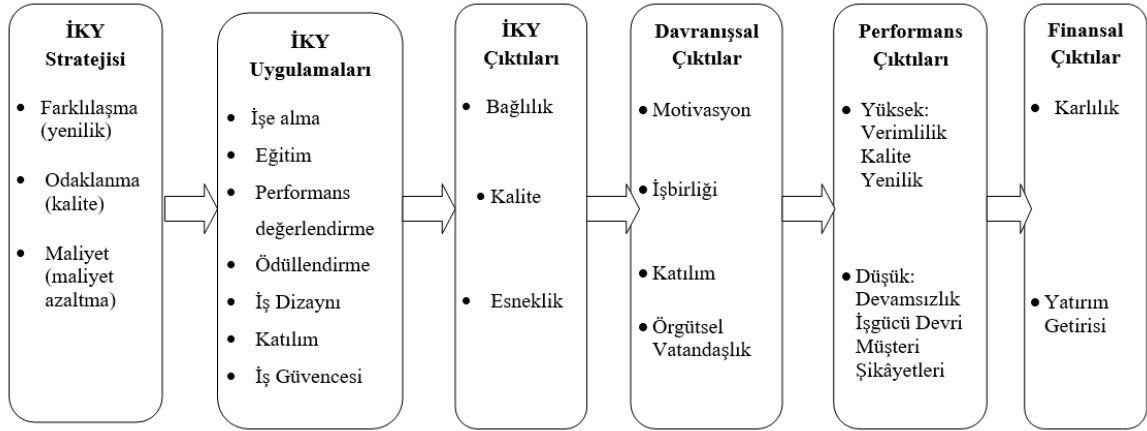 İKY
Stratejisi
• Farklılaşma
(yenilik)
• Odaklanma
(kalite)
• Maliyet
(maliyet
azaltma)
İKY
Uygulamaları
• İşe alma
• Eğitim
• Performans
değerlendirme
• Ödüllendirme
• İş Dizaynı
• Katılım
• İş Güvencesi
İKY
Çıktıları
• Bağlılık
• Kalite
• Esneklik
Davranışsal
Çıktılar
• Motivasyon
• İşbirliği
• Katılım
• Örgütsel
Vatandaşlık
Performans
Çıktıları
• Yüksek:
Verimlilik
Kalite
Yenilik
• Düşük:
Devamsızlık
İşgücü Devri
Müşteri
Şikâyetleri
Finansal
Çıktılar
• Karlılık
• Yatırım
Getirisi